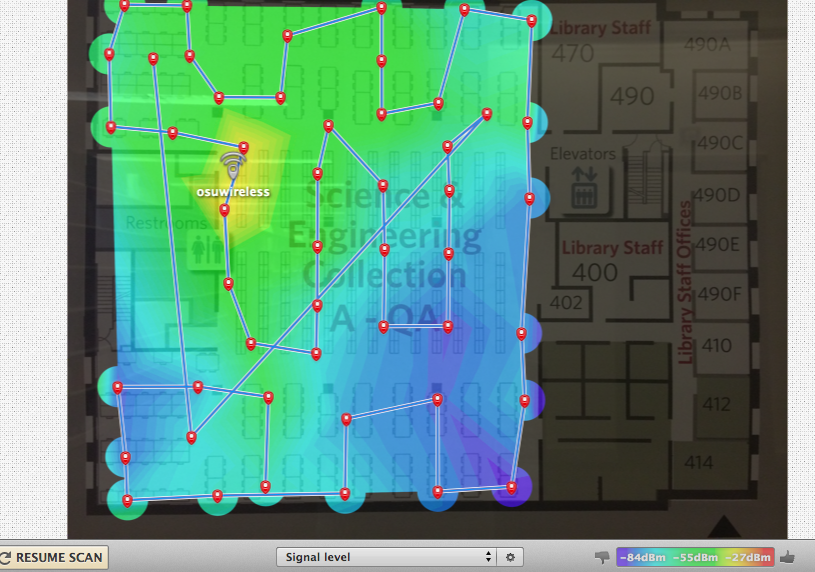 Library Staff
470
490A
490
490B
490C
Elevators
osuwireless
Science &
490D
Restrooms
Engineering
Library Staff
400
490E
Collection
402
490F
A - QA
Library Staff Offices
410
412
414
RESUME SCAN
Signal level
-84dBm -55dBm -27dBm